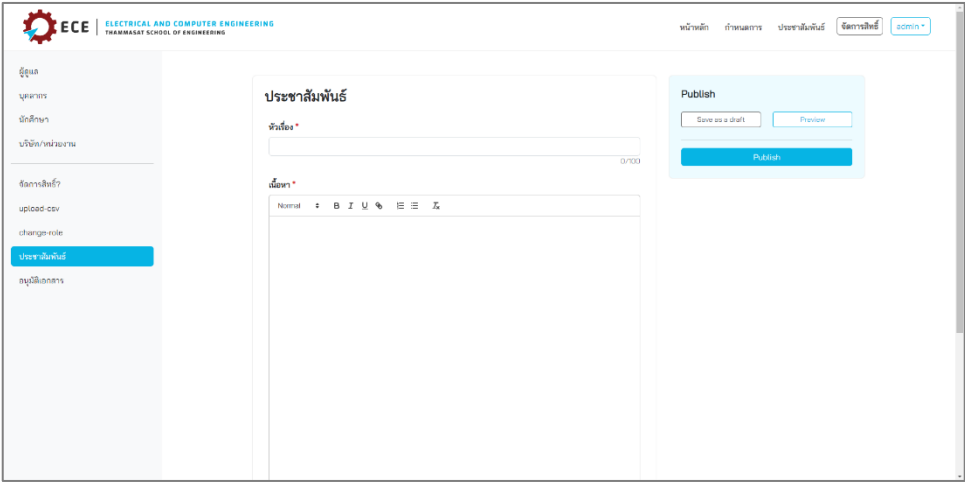 ECE
ELECTRICAL AND COMPUTER ENGINEERING
THAMMASAT SCHOOL OF ENGINEERING
หน้าหลัก กำหนดการ ประชาสัมพันธ์ จัดการสิทธิ์ admin
ผู้ดูแล
บุคลากร
นักศึกษา
บริษัท/หน่วยงาน
จัดการสิทธิ์?
upload-csv
change-role
ประชาสัมพันธ์
อนุมัติเอกสาร
ประชาสัมพันธ์
หัวเรื่อง *
0/100
เนื้อหา *
Normal B I U
Publish
Save as a draft Preview
Publish